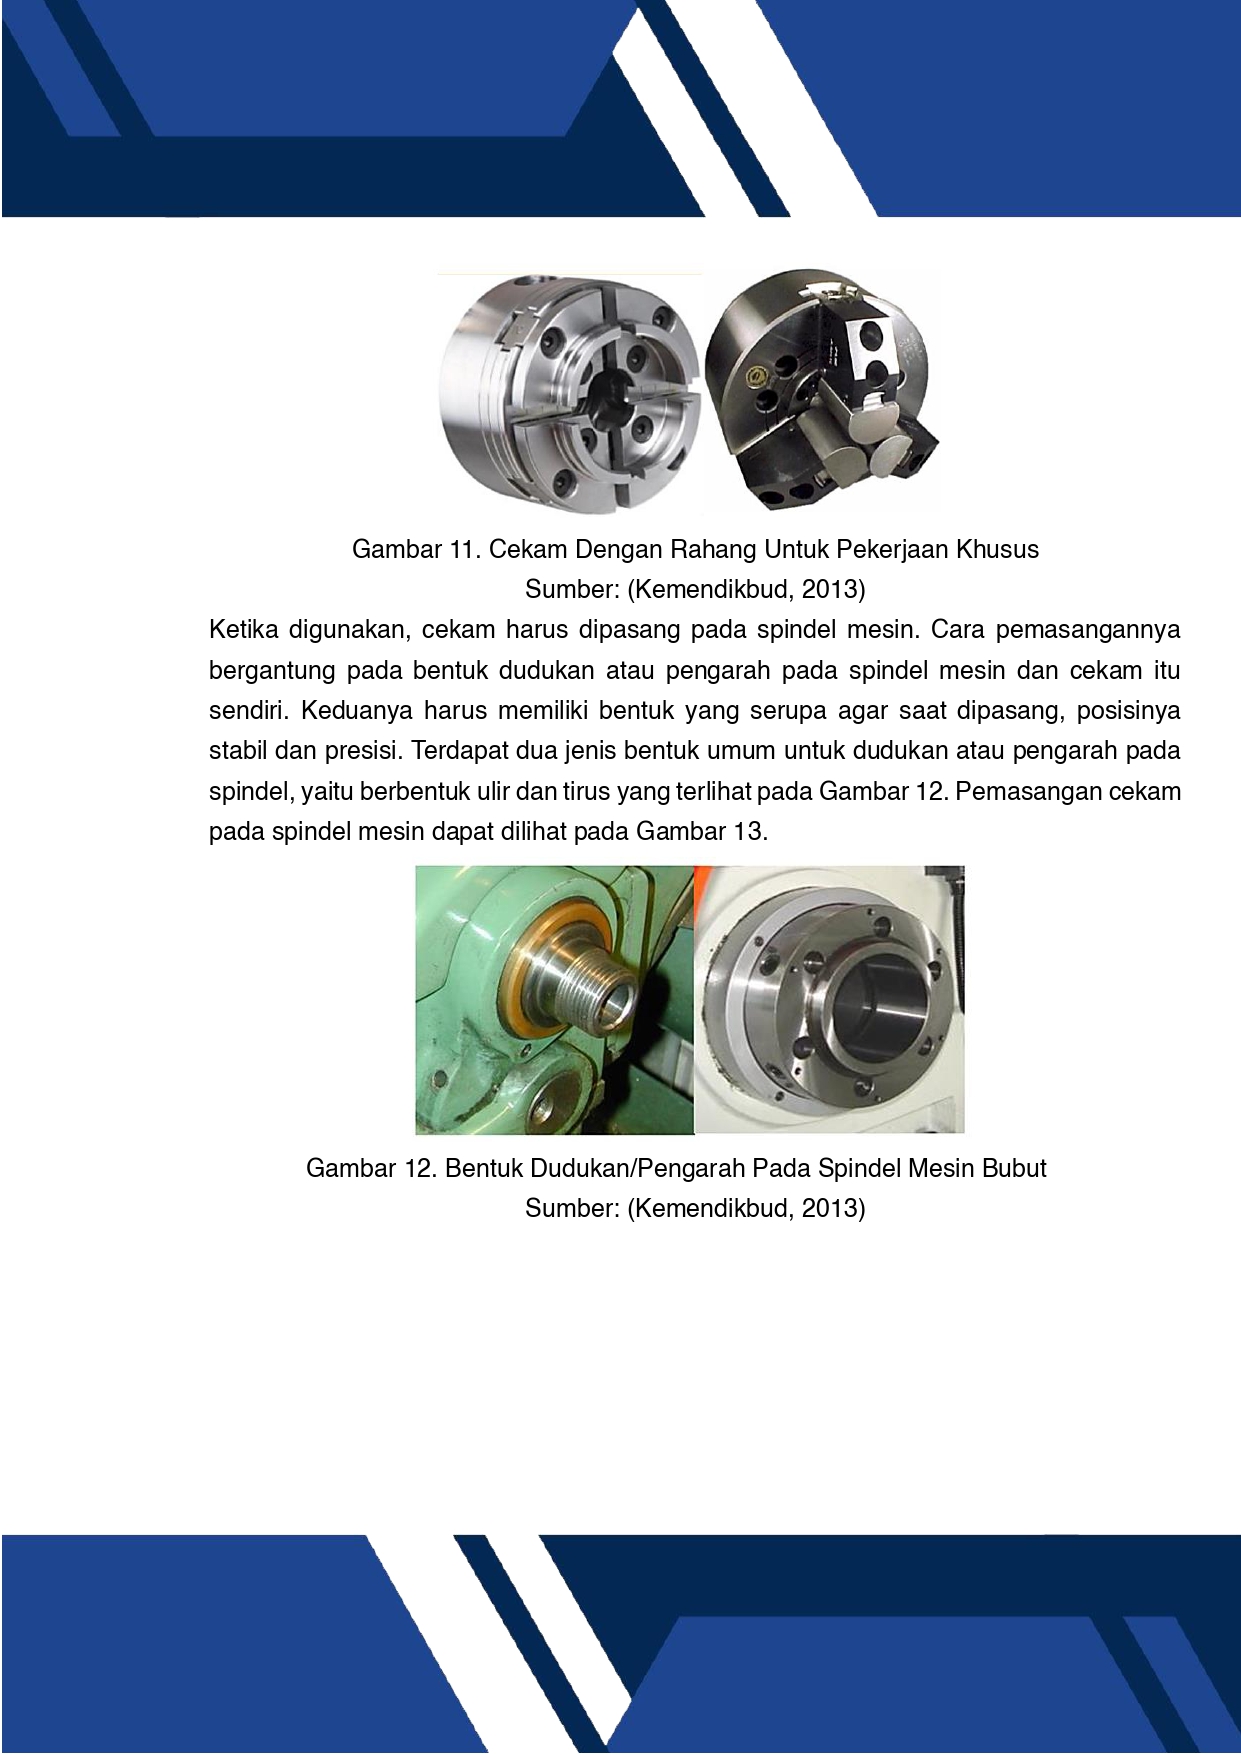 Gambar 11. Cekam Dengan Rahang Untuk Pekerjaan Khusus
Sumber: (Kemendikbud, 2013)
Ketika digunakan, cekam harus dipasang pada spindel mesin. Cara pemasangannya
bergantung pada bentuk dudukan atau pengarah pada spindel mesin dan cekam itu
sendiri. Keduanya harus memiliki bentuk yang serupa agar saat dipasang, posisinya
stabil dan presisi. Terdapat dua jenis bentuk umum untuk dudukan atau pengarah pada
spindel, yaitu berbentuk ulir dan tirus yang terlihat pada Gambar 12. Pemasangan cekam
pada spindel mesin dapat dilihat pada Gambar 13.
Gambar 12. Bentuk Dudukan/Pengarah Pada Spindel Mesin Bubut
Sumber: (Kemendikbud, 2013)